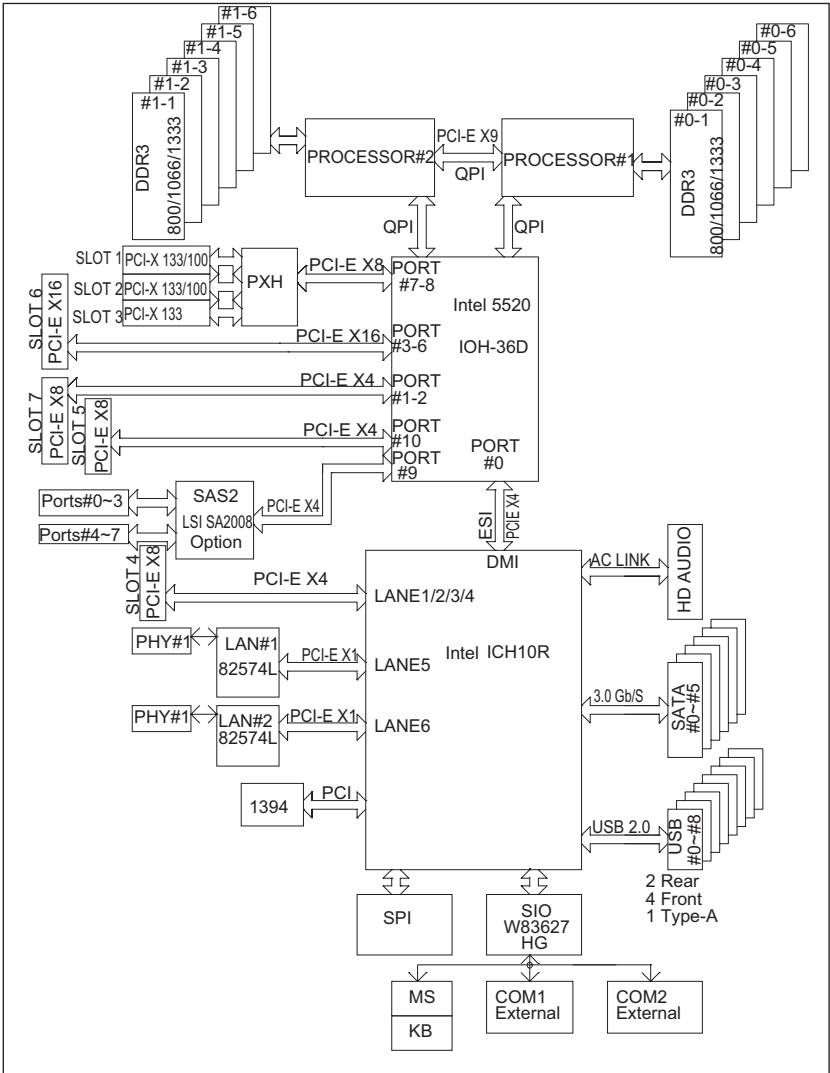 #1-6
#1-5
#1-4
#1-3
#1-2
#1-1
DDR3
800/1066/1333
PROCESSOR#2
PCI-E X9
QPI
PROCESSOR#1
#0-6
#0-5
#0-4
#0-3
#0-2
#0-1
DDR3
800/1066/1333
QPI
QPI
SLOT 1
PCI-X 133/100
SLOT 2
PCI-X 133/100
SLOT 3
PCI-X 133
PXH
PCI-E X8
PORT
#7-8
Intel 5520
IOH-36D
SLOT 6
PCI-E X16
PCI-E X16
PORT
#3-6
SLOT 7
PCI-E X8
PCI-E X4
PORT
#1-2
SLOT 5
PCI-E X8
PCI-E X4
PORT
#10
PORT
#9
PORT
#0
Ports#0~3
Ports#4~7
SAS2
LSI SA2008
Option
PCI-E X4
ESI
PCIE X4
DMI
SLOT 4
PCI-E X8
PCI-E X4
LANE1/2/3/4
AC LINK
HD AUDIO
PHY#1
LAN#1
82574L
PCI-E X1
LANE5
Intel ICH10R
3.0 Gb/S
SATA
#0~#5
PHY#1
LAN#2
82574L
PCI-E X1
LANE6
1394
PCI
USB 2.0
USB
#0~#8
2 Rear
4 Front
1 Type-A
SPI
SIO
W83627
HG
MS
KB
COM1
External
COM2
External